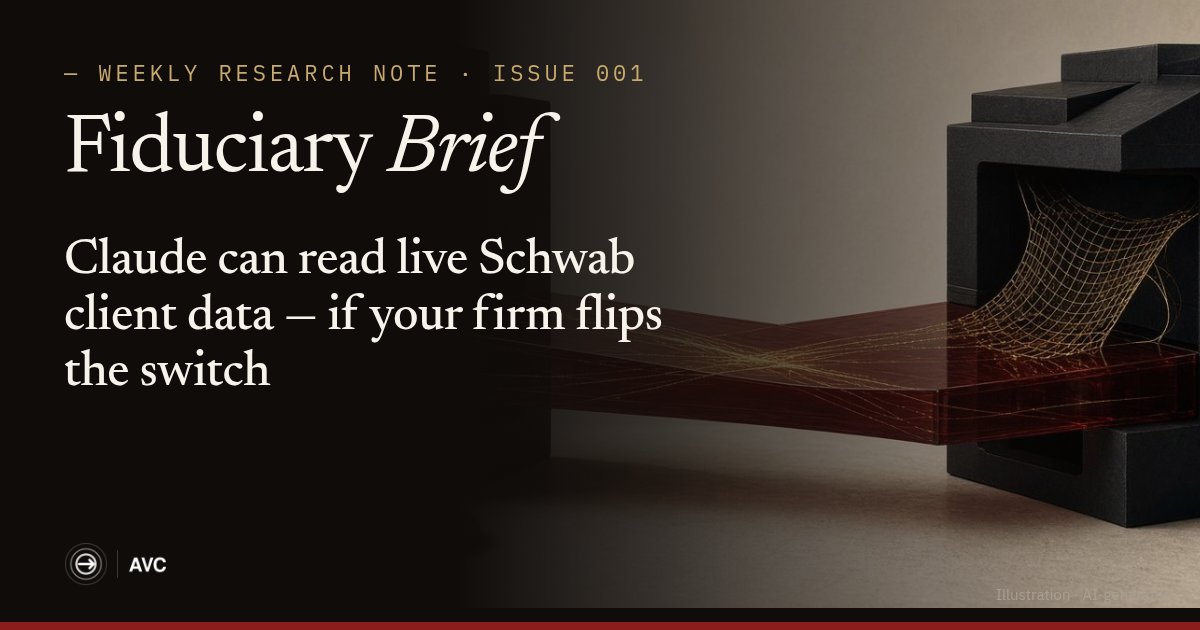 — WEEKLY RESEARCH NOTE · ISSUE 001
Fiduciary Brief
Claude can read live Schwab
client data — if your firm flips
the switch
AVC
Illustration · AI-generated